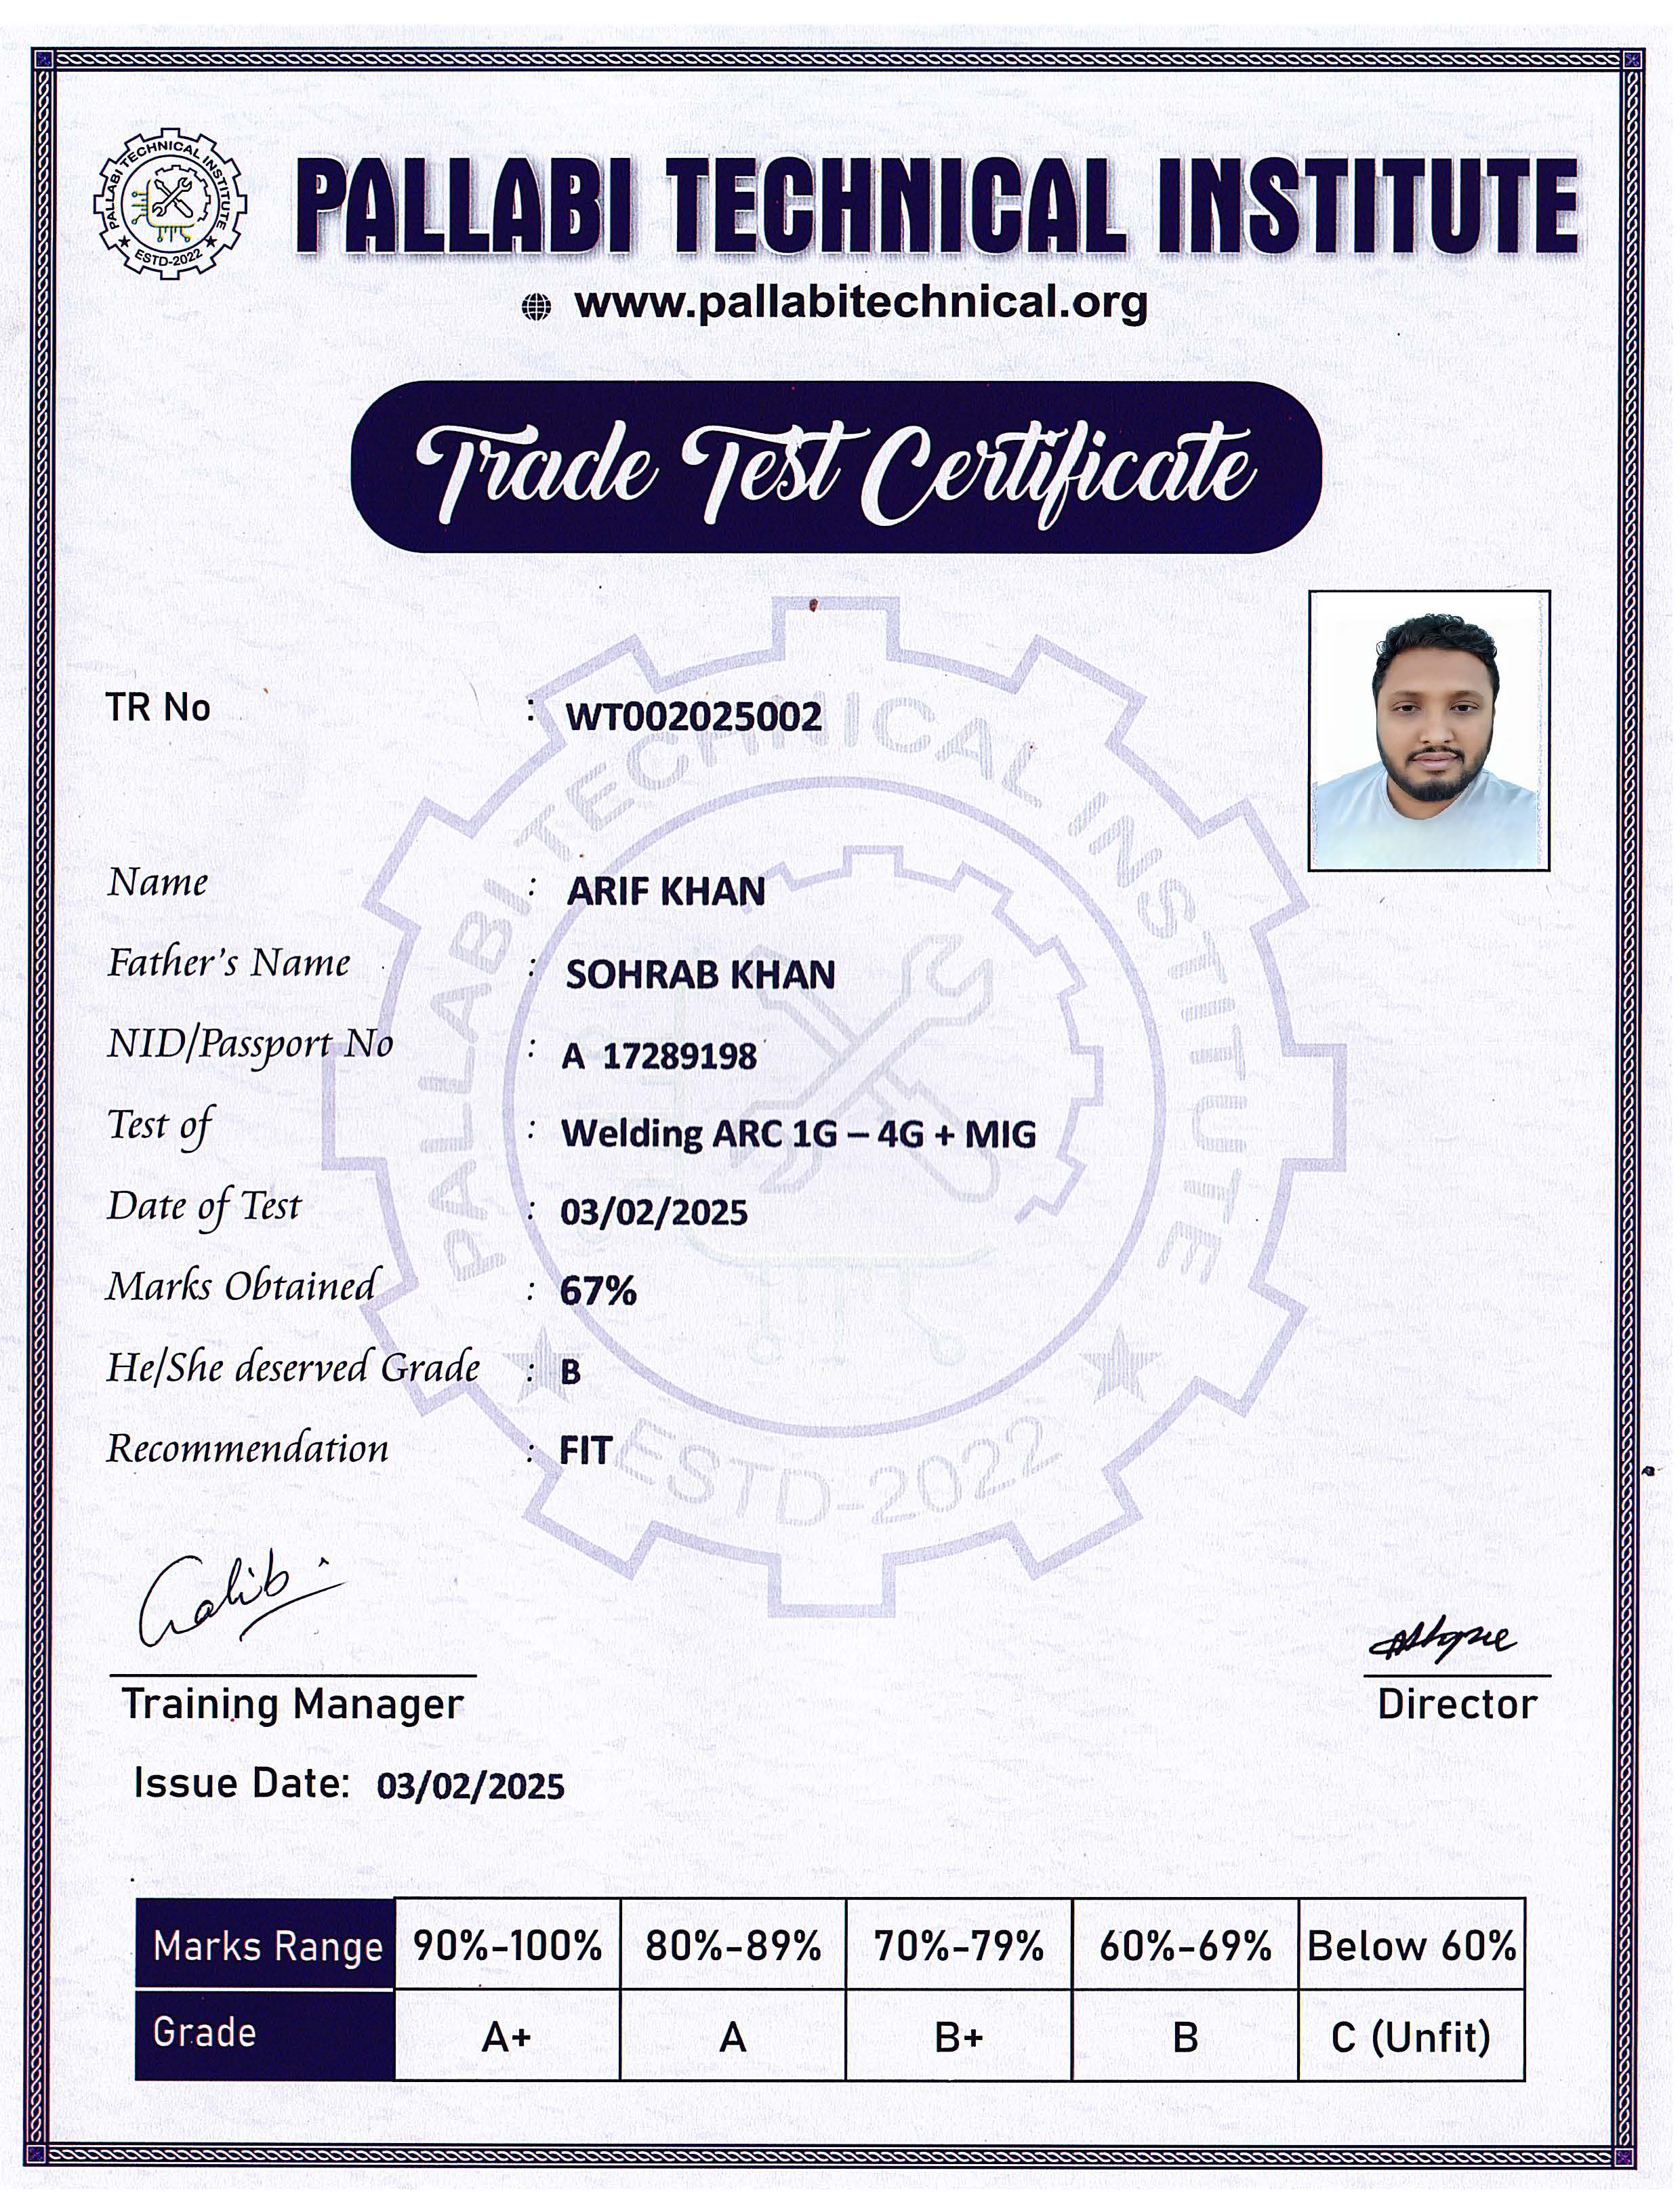 PALLABI TECHNICAL INSTITUTE
ESTD-2022
PALLABI TECHNICAL INSTITUTE
www.pallabitechnical.org
Trade Test Certificate
TR No : WT002025002
Name : ARIF KHAN
Father's Name : SOHRAB KHAN
NID/Passport No : A 17289198
Test of : Welding ARC 1G – 4G + MIG
Date of Test : 03/02/2025
Marks Obtained : 67%
He/She deserved Grade : B
Recommendation : FIT
PALLABI TECHNICAL INSTITUTE
ESTD-2022
Training Manager
Director
Issue Date: 03/02/2025
Marks Range 90%-100% 80%-89% 70%-79% 60%-69% Below 60%
Grade A+ A B+ B C (Unfit)